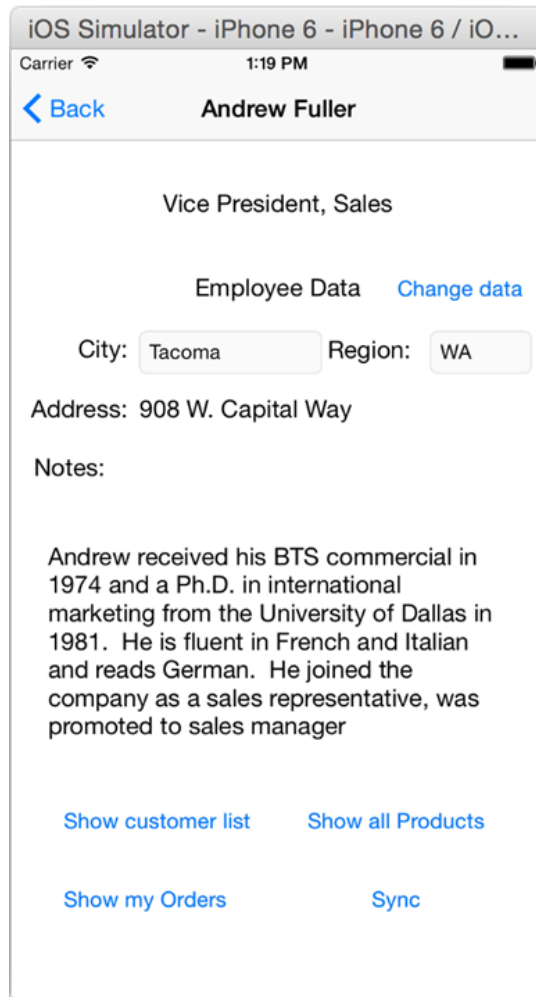 iOS Simulator - iPhone 6 - iPhone 6 / iO...
Carrier 1:19 PM
Back Andrew Fuller
Vice President, Sales
Employee Data Change data
City: Tacoma Region: WA
Address: 908 W. Capital Way
Notes:
Andrew received his BTS commercial in
1974 and a Ph.D. in international
marketing from the University of Dallas in
1981.  He is fluent in French and Italian
and reads German.  He joined the
company as a sales representative, was
promoted to sales manager
Show customer list Show all Products
Show my Orders Sync